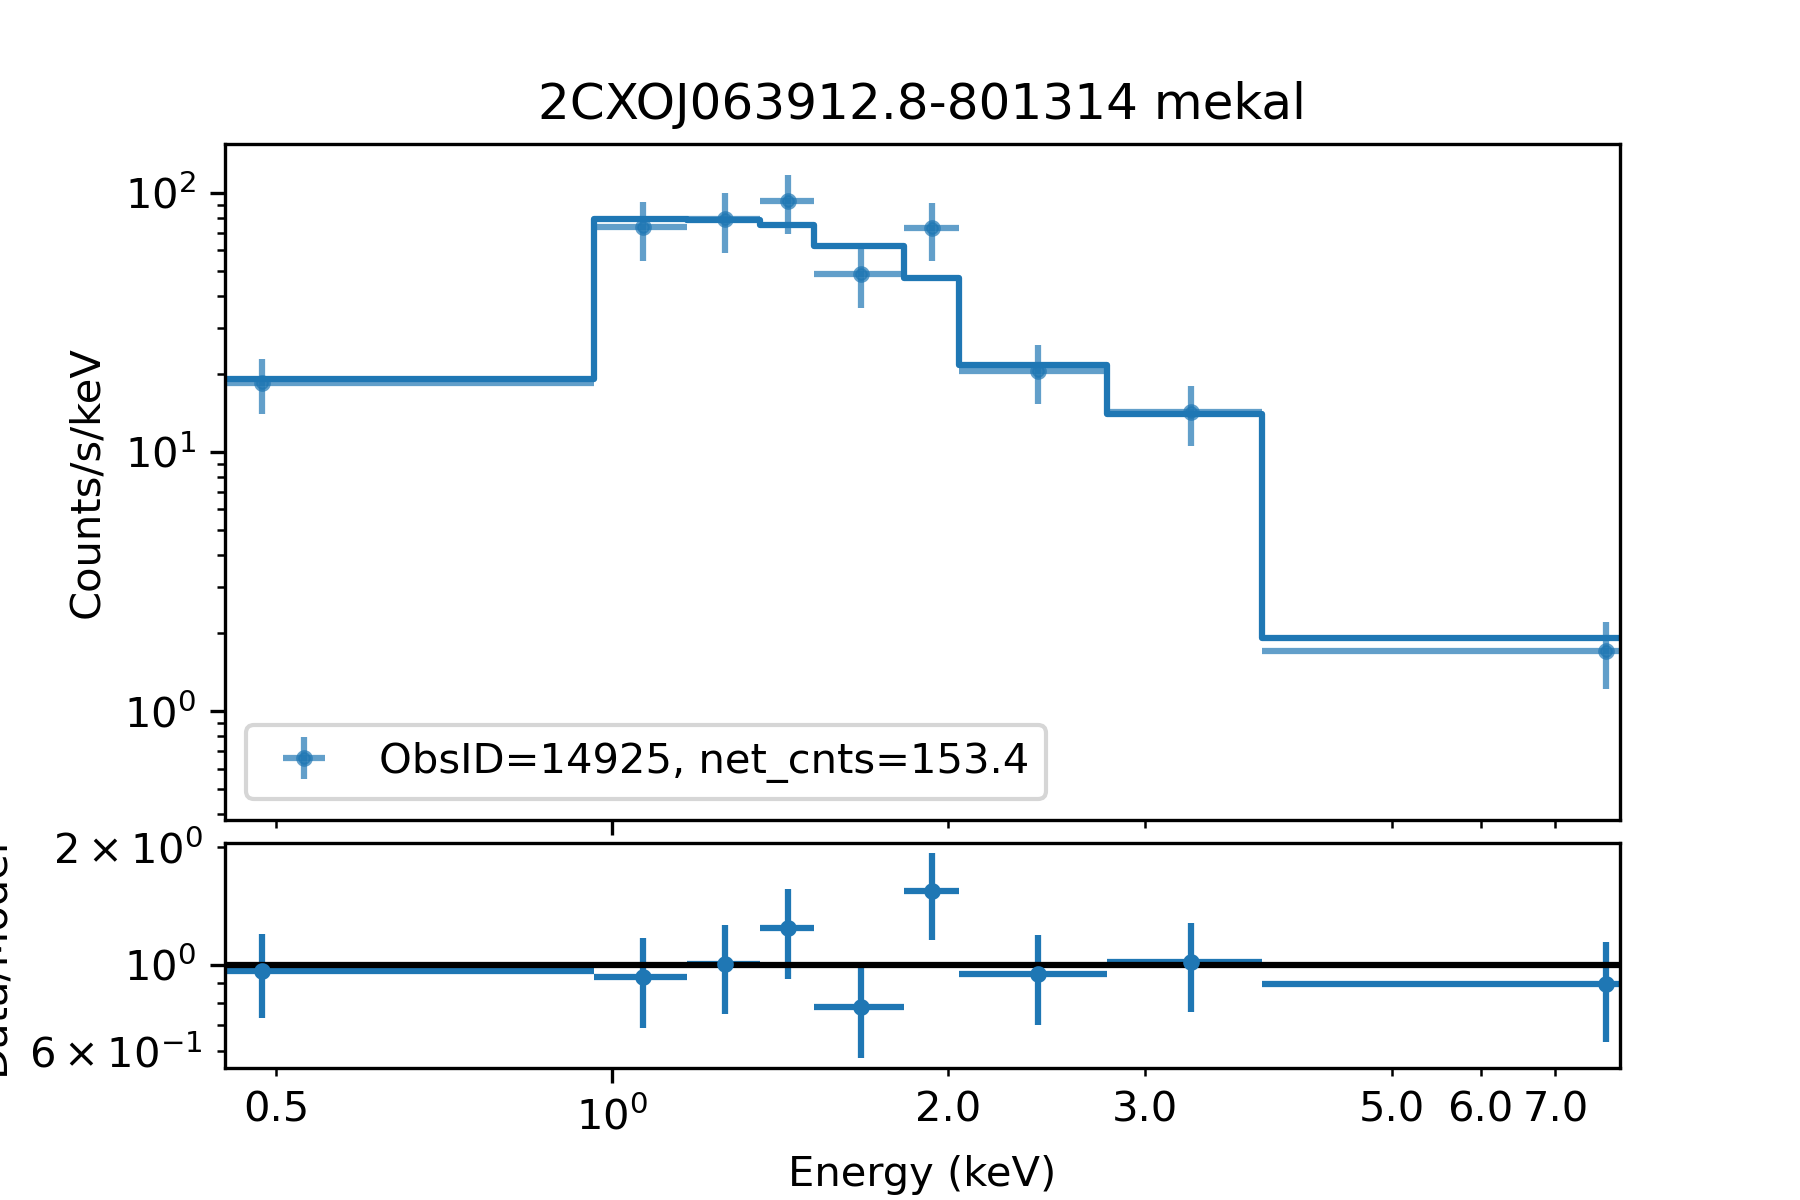 2CXOJ063912.8-801314 mekal
10²
10¹
10⁰
Counts/s/keV
ObsID=14925, net_cnts=153.4
2 × 10⁰
10⁰
6 × 10⁻¹
0.5 10⁰ 2.0 3.0 5.0 6.0 7.0
Energy (keV)